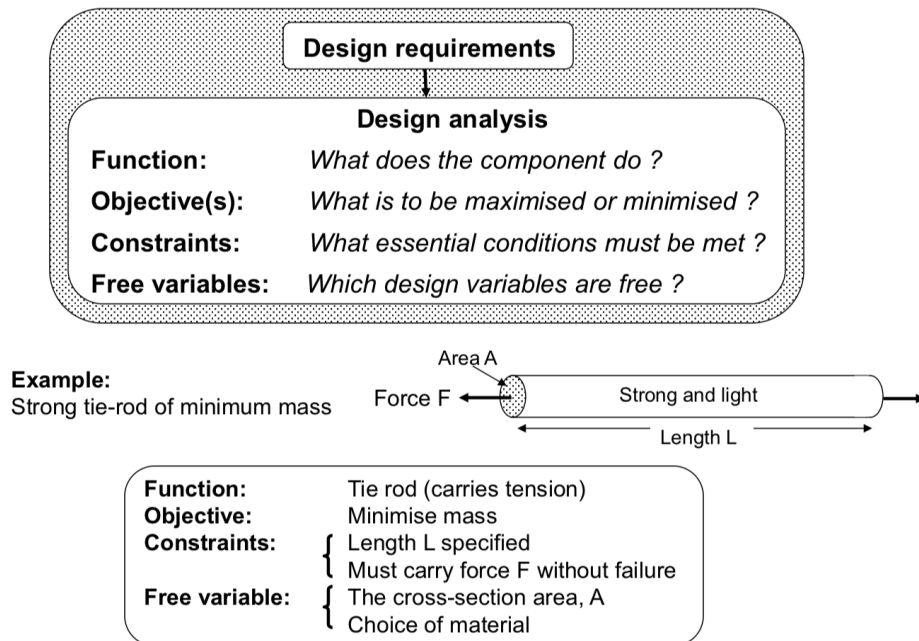 Design requirements
Design analysis
Function: What does the component do ?
Objective(s): What is to be maximised or minimised ?
Constraints: What essential conditions must be met ?
Free variables: Which design variables are free ?
Example:
Strong tie-rod of minimum mass
Area A
Force F
Strong and light
Length L
Function: Tie rod (carries tension)
Objective: Minimise mass
Constraints: Length L specified
Must carry force F without failure
Free variable: The cross-section area, A
Choice of material